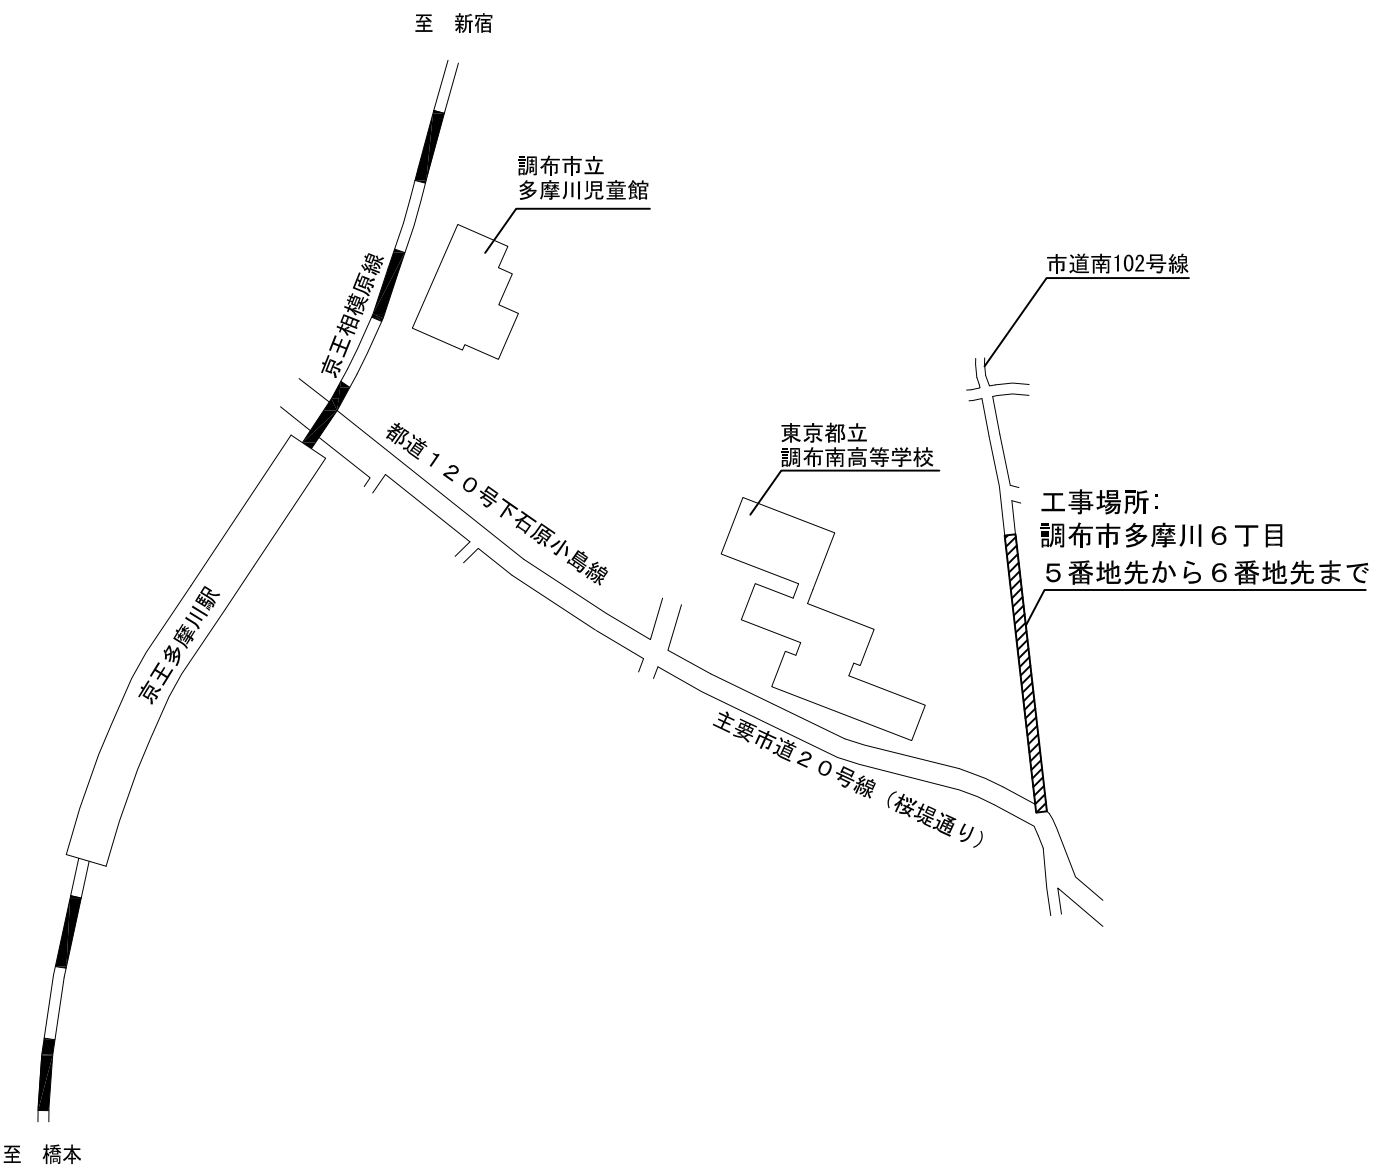 至　新宿
調布市立
多摩川児童館
京王相模原線
市道南102号線
都道１２０号下石原小島線
東京都立
調布南高等学校
工事場所：
調布市多摩川６丁目
５番地先から６番地先まで
京王多摩川駅
主要市道２０号線（桜堤通り）
至　橋本